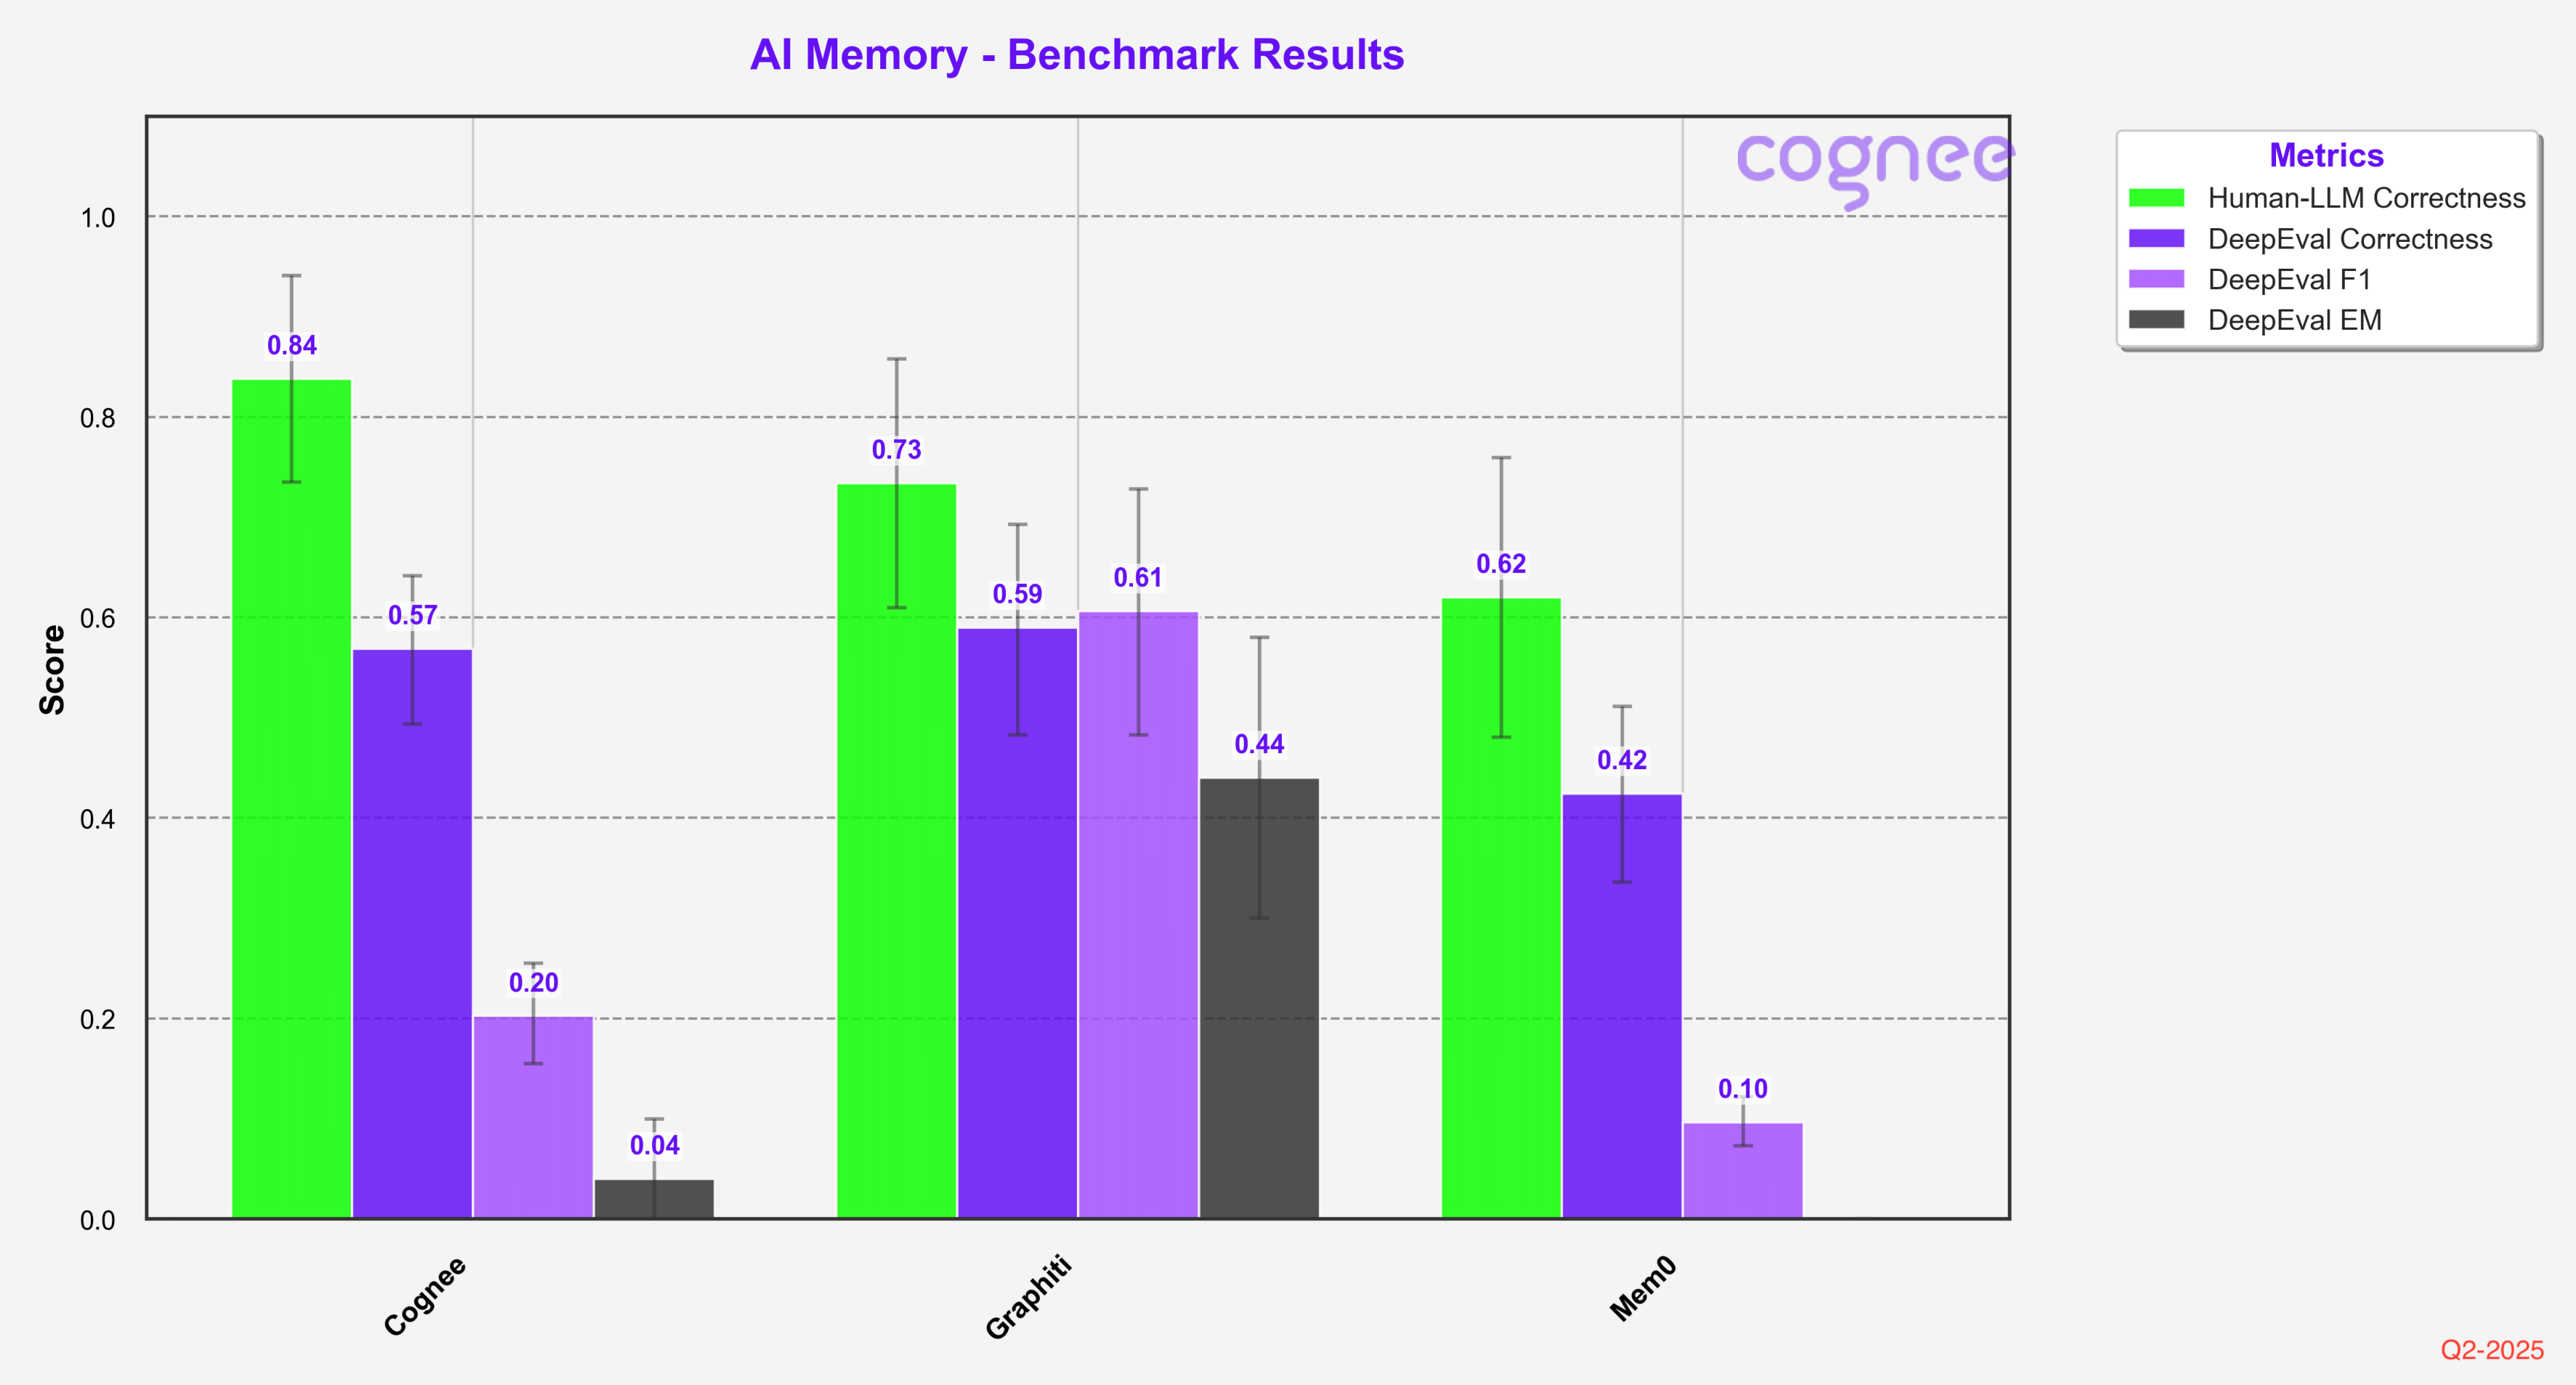 AI Memory - Benchmark Results
cognee
Metrics
Human-LLM Correctness
DeepEval Correctness
DeepEval F1
DeepEval EM
Score
1.0
0.8
0.6
0.4
0.2
0.0
0.84
0.57
0.20
0.04
0.73
0.59
0.61
0.44
0.62
0.42
0.10
Cognee
Graphiti
Mem0
Q2-2025